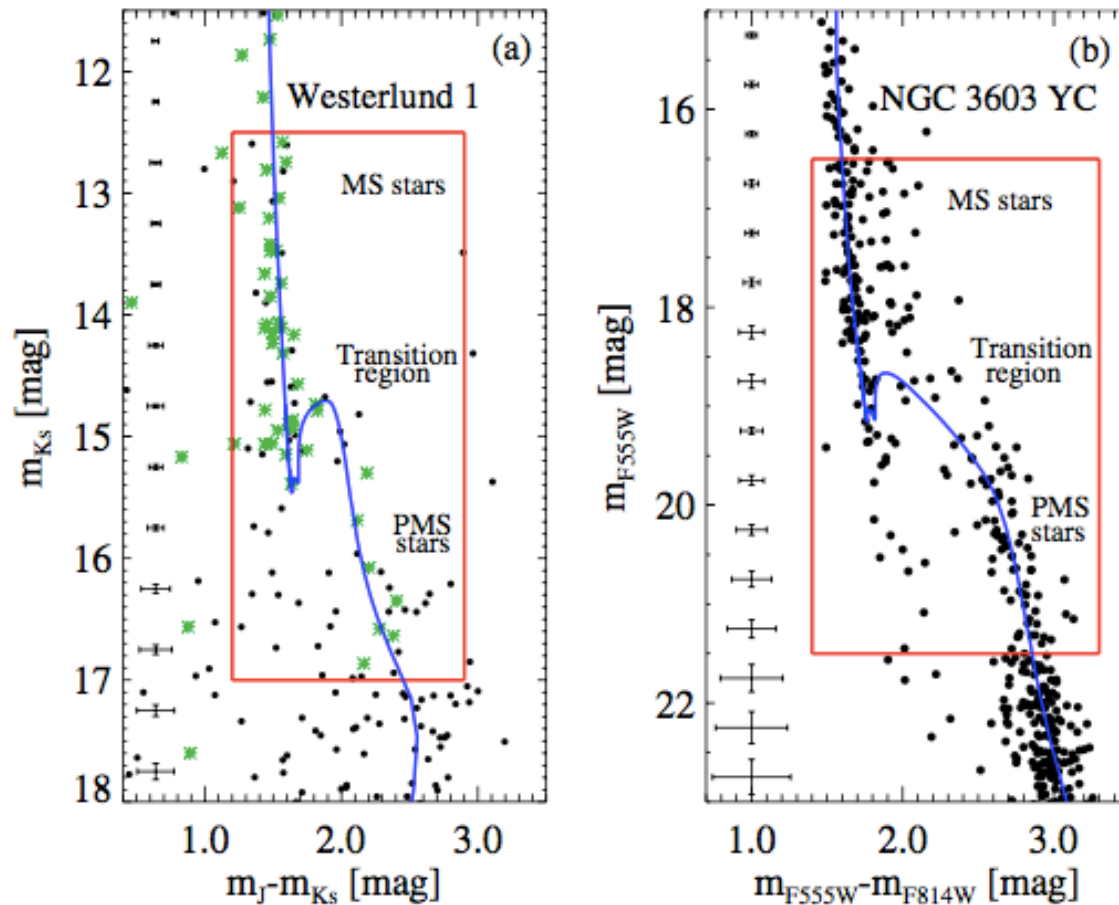 (a)
Westerlund 1
MS stars
Transition
region
PMS
stars
12
13
14
15
16
17
18
m_Ks [mag]
1.0 2.0 3.0
m_J-m_Ks [mag]
(b)
NGC 3603 YC
MS stars
Transition
region
PMS
stars
16
18
20
22
m_F555W [mag]
1.0 2.0 3.0
m_F555W-m_F814W [mag]